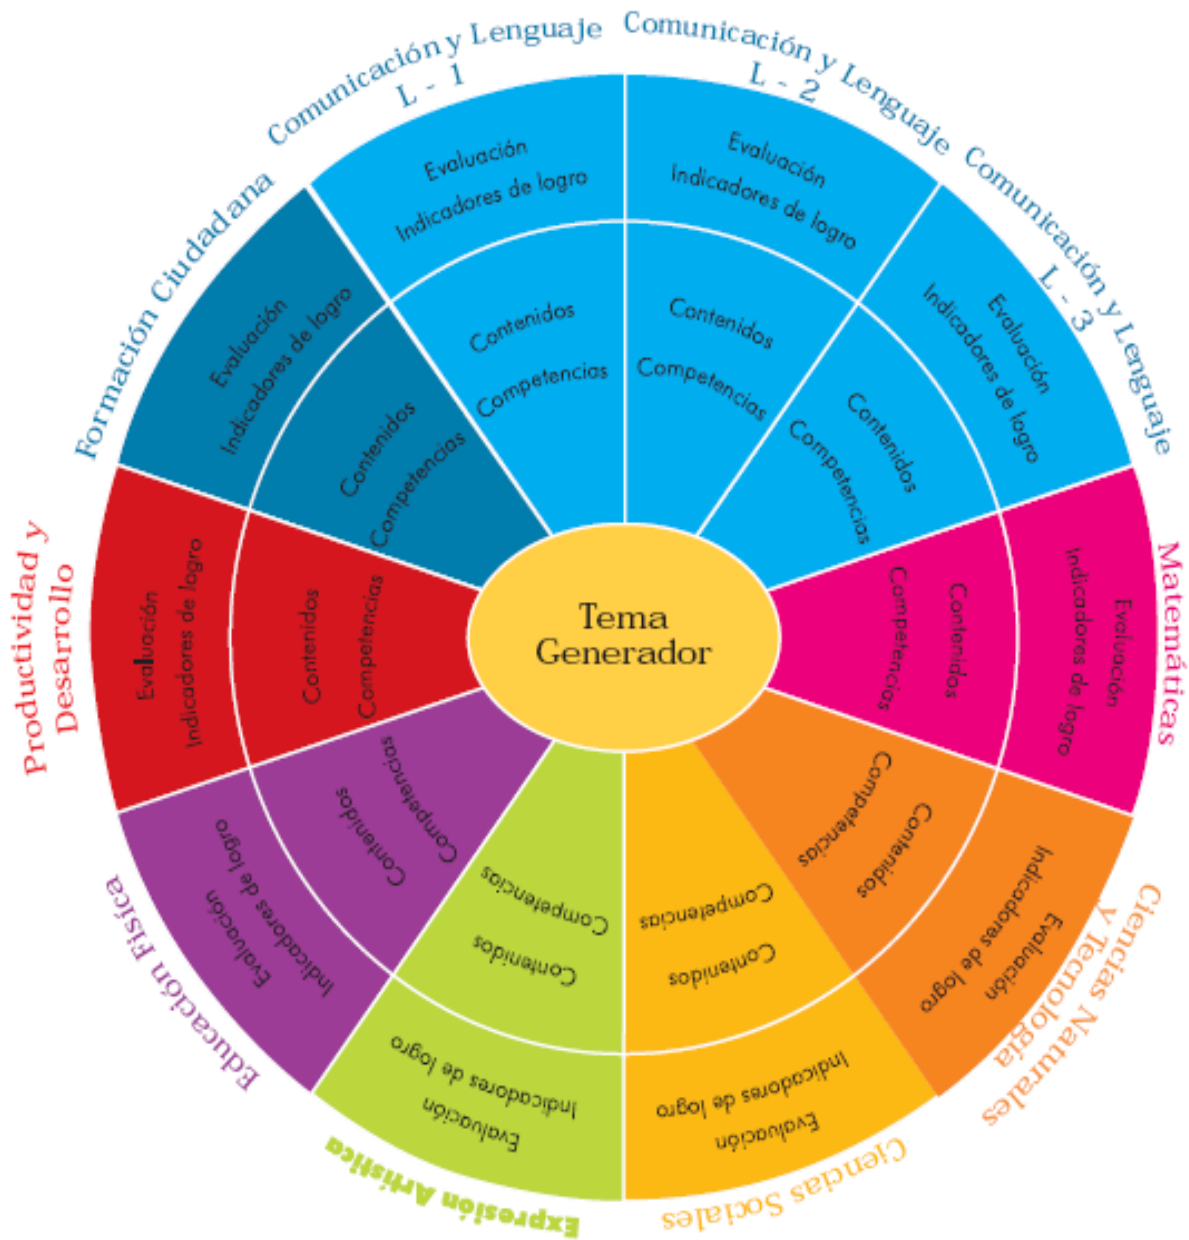 Comunicación y Lenguaje
L - 1
Evaluación
Indicadores de logro
Contenidos
Competencias
Comunicación y Lenguaje
L - 2
Evaluación
Indicadores de logro
Contenidos
Competencias
Comunicación y Lenguaje
L - 3
Evaluación
Indicadores de logro
Contenidos
Competencias
Matemáticas
Evaluación
Indicadores de logro
Contenidos
Competencias
Ciencias Naturales
y Tecnología
Evaluación
Indicadores de logro
Contenidos
Competencias
Ciencias Sociales
Evaluación
Indicadores de logro
Contenidos
Competencias
Expresión Artística
Evaluación
Indicadores de logro
Contenidos
Competencias
Educación Fisíca
Evaluación
Indicadores de logro
Contenidos
Competencias
Productividad y
Desarrollo
Evaluación
Indicadores de logro
Contenidos
Competencias
Formación Ciudadana
Evaluación
Indicadores de logro
Contenidos
Competencias
Tema
Generador